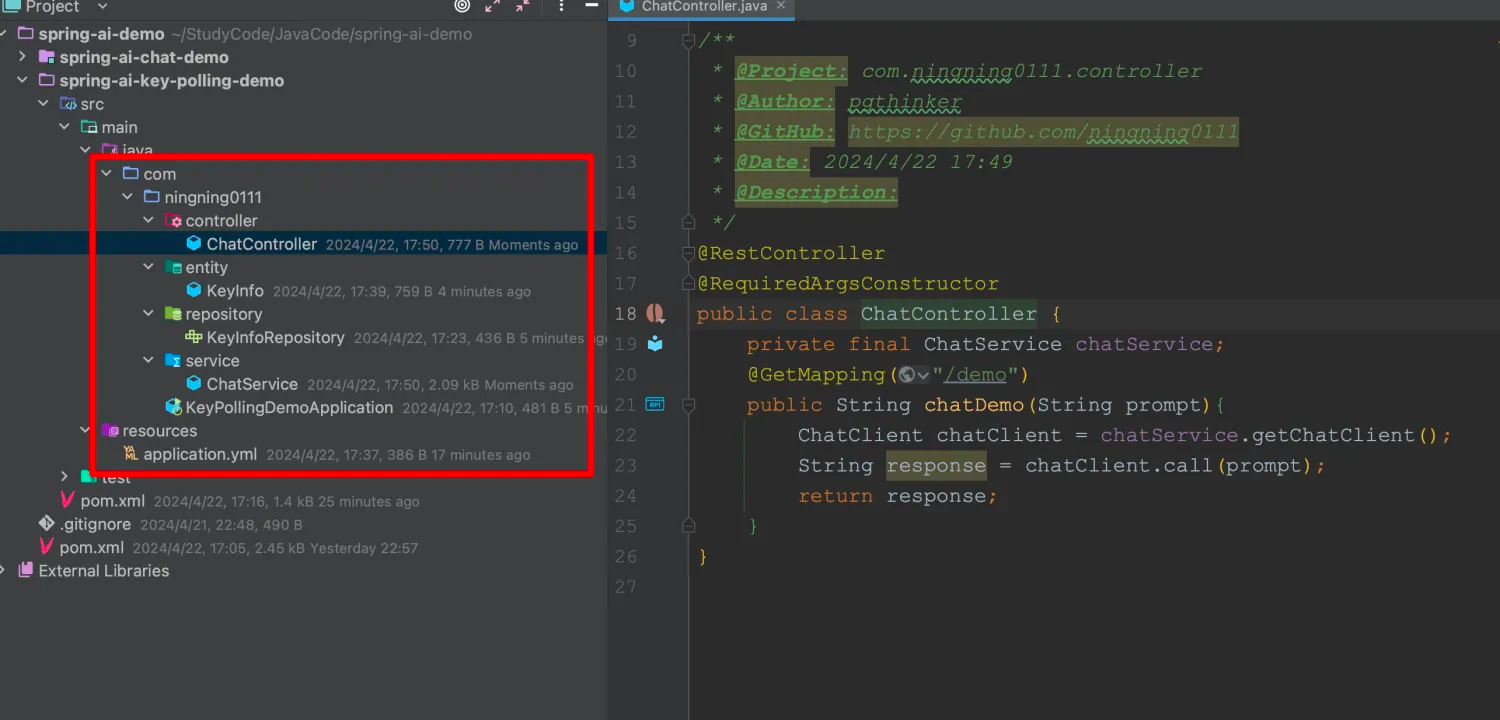 Project
spring-ai-demo ~/StudyCode/JavaCode/spring-ai-demo
spring-ai-chat-demo
spring-ai-key-polling-demo
src
main
java
com
ningning0111
controller
ChatController 2024/4/22, 17:50, 777 B Moments ago
entity
KeyInfo 2024/4/22, 17:39, 759 B 4 minutes ago
repository
KeyInfoRepository 2024/4/22, 17:23, 436 B 5 minutes ago
service
ChatService 2024/4/22, 17:50, 2.09 kB Moments ago
KeyPollingDemoApplication 2024/4/22, 17:10, 481 B 5 minu
resources
application.yml 2024/4/22, 17:37, 386 B 17 minutes ago
test
pom.xml 2024/4/22, 17:16, 1.4 kB 25 minutes ago
.gitignore 2024/4/21, 22:48, 490 B
pom.xml 2024/4/22, 17:05, 2.45 kB Yesterday 22:57
External Libraries
ChatController.java
9 /**
10 * @Project: com.ningning0111.controller
11 * @Author: pgthinker
12 * @GitHub: https://github.com/ningning0111
13 * @Date: 2024/4/22 17:49
14 * @Description:
15 */
16 @RestController
17 @RequiredArgsConstructor
18 public class ChatController {
19 private final ChatService chatService;
20 @GetMapping("/demo")
21 public String chatDemo(String prompt){
22 ChatClient chatClient = chatService.getChatClient();
23 String response = chatClient.call(prompt);
24 return response;
25 }
26 }
27